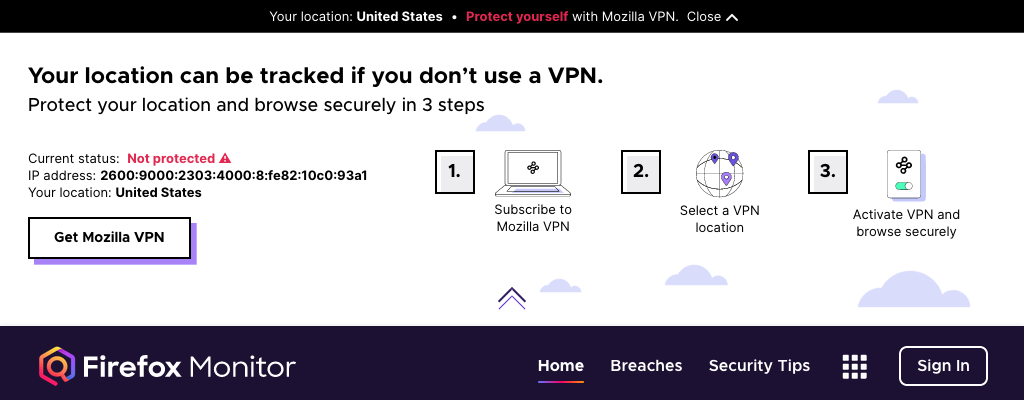 Your location: United States • Protect yourself with Mozilla VPN. Close
Your location can be tracked if you don’t use a VPN.
Protect your location and browse securely in 3 steps
Current status: Not protected
IP address: 2600:9000:2303:4000:8:fe82:10c0:93a1
Your location: United States
Get Mozilla VPN
1.
Subscribe to
Mozilla VPN
2.
Select a VPN
location
3.
Activate VPN and
browse securely
Firefox Monitor
Home
Breaches
Security Tips
Sign In